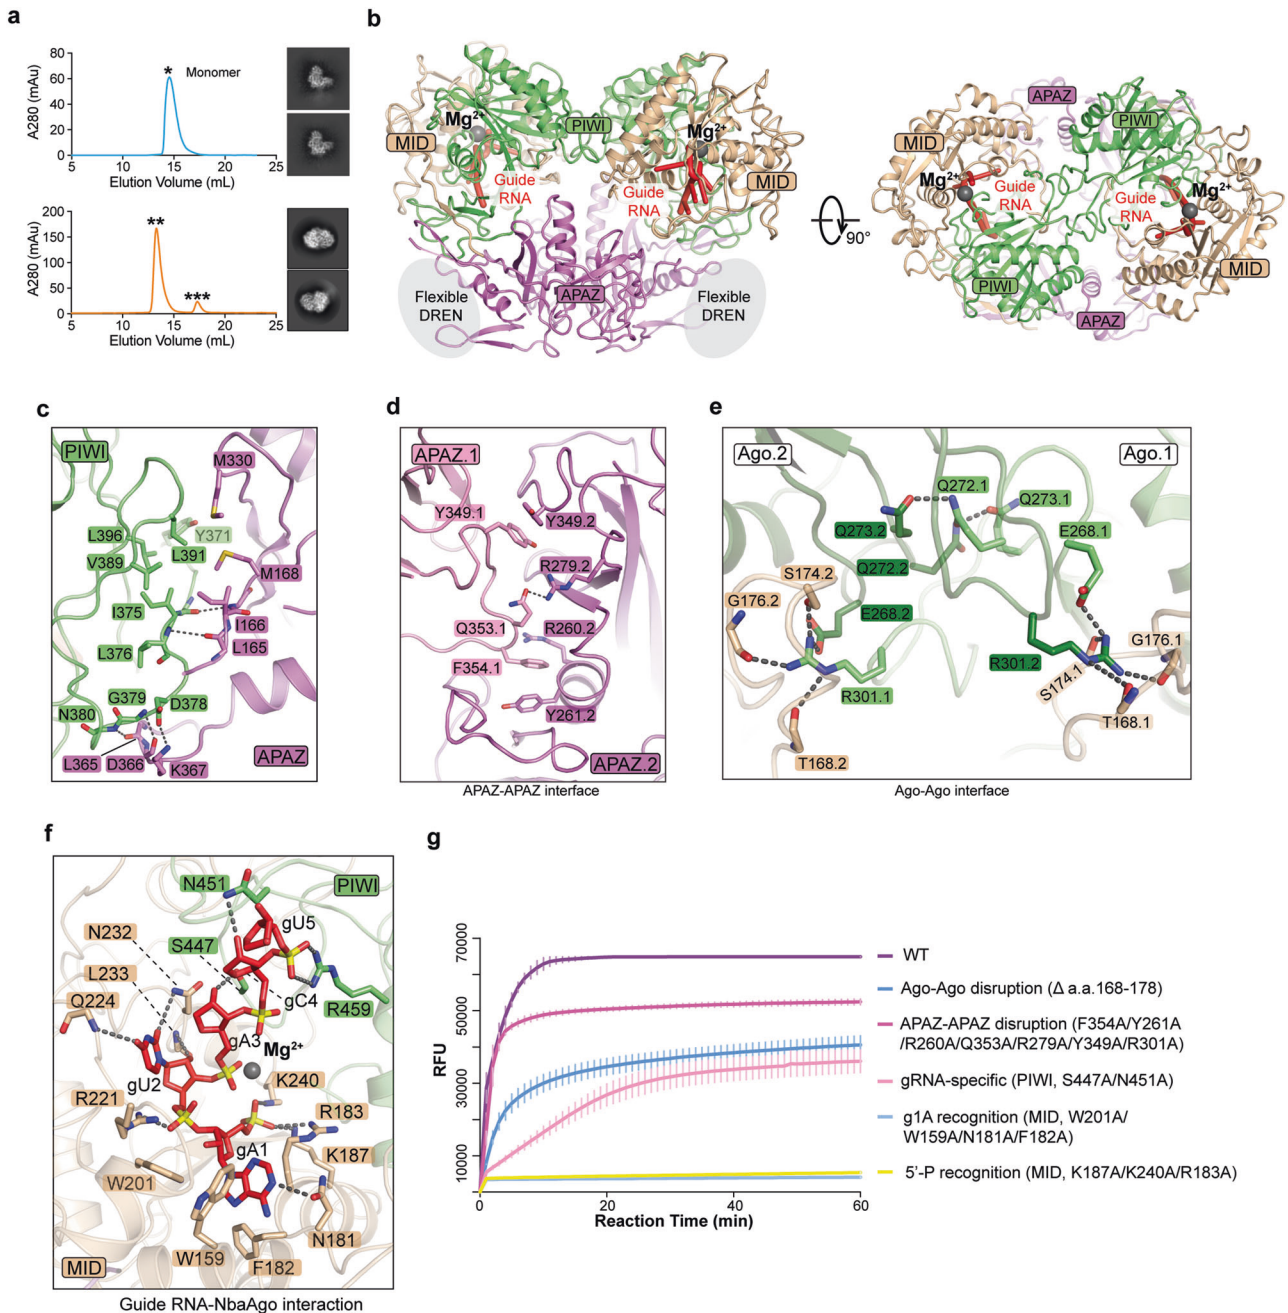 a
80
60
40
20
0
A280 (mAu)
*
Monomer
5
10
15
20
25
Elution Volume (mL)
200
150
100
50
0
A280 (mAu)
**
***
5
10
15
20
25
Elution Volume (mL)
b
Mg2+
MID
PIWI
Mg2+
MID
Guide
RNA
Guide
RNA
APAZ
Flexible
DREN
Flexible
DREN
90°
APAZ
PIWI
MID
Mg2+
Guide
RNA
Guide
RNA
Mg2+
MID
PIWI
APAZ
c
PIWI
M330
L396
Y371
L391
V389
M168
I375
I166
L376
L165
G379
D378
N380
L365
D366
K367
APAZ
d
APAZ.1
Y349.1
Y349.2
R279.2
Q353.1
R260.2
F354.1
Y261.2
APAZ.2
APAZ-APAZ interface
e
Ago.2
Ago.1
Q272.1
Q273.1
Q273.2
E268.1
Q272.2
S174.2
G176.2
E268.2
G176.1
R301.2
S174.1
R301.1
T168.1
T168.2
Ago-Ago interface
f
N451
PIWI
gU5
N232
S447
L233
Q224
gC4
R459
gA3
Mg2+
gU2
K240
R221
R183
gA1
K187
W201
N181
W159
F182
MID
Guide RNA-NbaAgo interaction
g
70000
50000
30000
10000
RFU
0
20
40
60
Reaction Time (min)
WT
Ago-Ago disruption (Δ a.a.168-178)
APAZ-APAZ disruption (F354A/Y261A
/R260A/Q353A/R279A/Y349A/R301A)
gRNA-specific (PIWI, S447A/N451A)
g1A recognition (MID, W201A/
W159A/N181A/F182A)
5'-P recognition (MID, K187A/K240A/R183A)